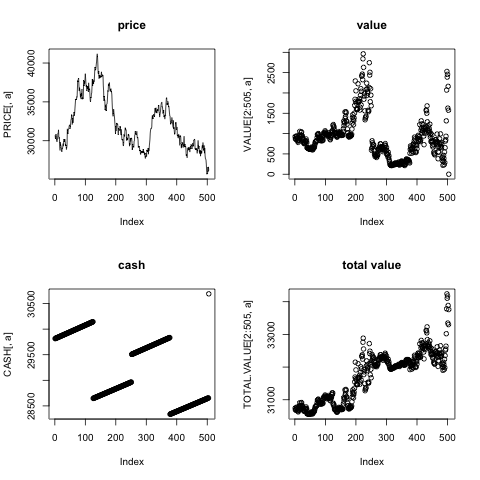 price
PRICE[, a]
30000 35000 40000
0 100 200 300 400 500
Index
value
VALUE[2:505, a]
0 500 1000 1500 2500
0 100 200 300 400 500
Index
cash
CASH[, a]
28500 29500 30500
0 100 200 300 400 500
Index
total value
TOTAL.VALUE[2:505, a]
31000 33000
0 100 200 300 400 500
Index